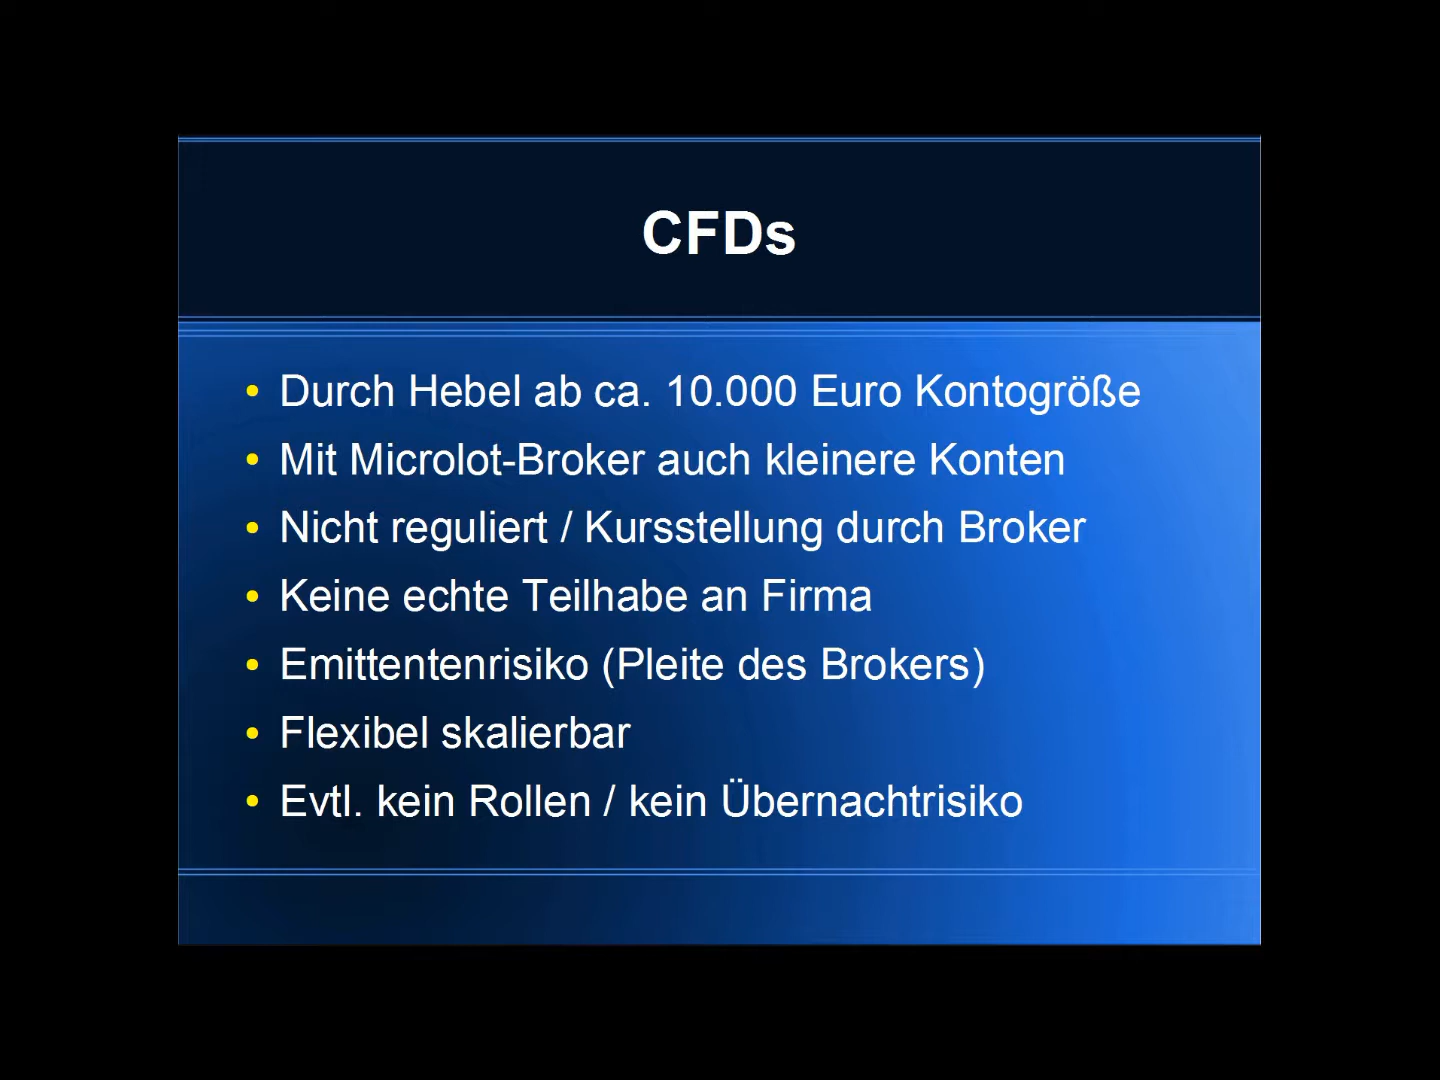 CFDs
• Durch Hebel ab ca. 10.000 Euro Kontogröße
• Mit Microlot-Broker auch kleinere Konten
• Nicht reguliert / Kursstellung durch Broker
• Keine echte Teilhabe an Firma
• Emittentenrisiko (Pleite des Brokers)
• Flexibel skalierbar
• Evtl. kein Rollen / kein Übernachtrisiko